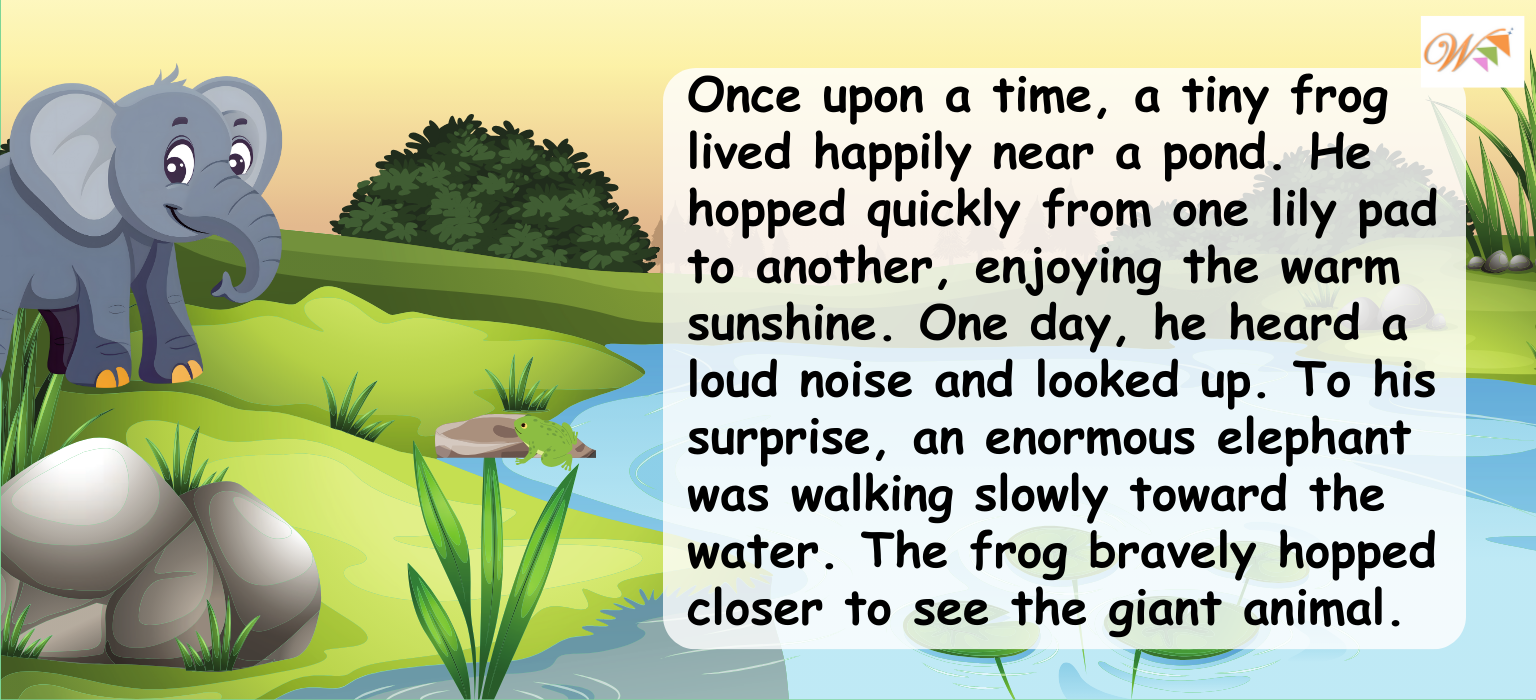 W
Once upon a time, a tiny frog
lived happily near a pond. He
hopped quickly from one lily pad
to another, enjoying the warm
sunshine. One day, he heard a
loud noise and looked up. To his
surprise, an enormous elephant
was walking slowly toward the
water. The frog bravely hopped
closer to see the giant animal.